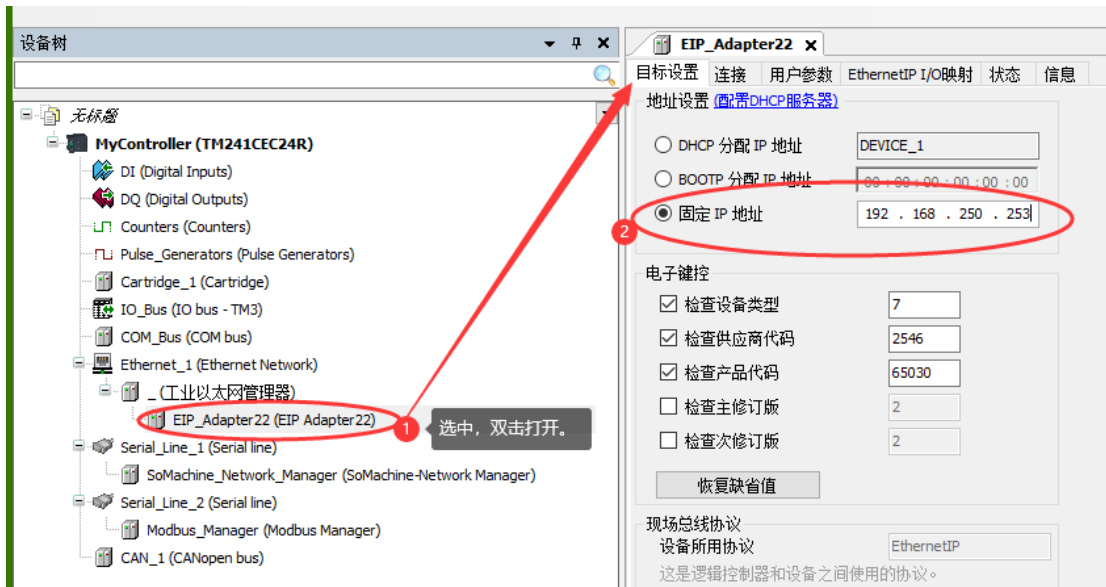 设备树
EIP_Adapter22
目标设置 连接 用户参数 EthernetIP I/O映射 状态 信息
无标题
MyController (TM241CEC24R)
DI (Digital Inputs)
DQ (Digital Outputs)
Counters (Counters)
Pulse_Generators (Pulse Generators)
Cartridge_1 (Cartridge)
IO_Bus (IO bus - TM3)
COM_Bus (COM bus)
Ethernet_1 (Ethernet Network)
_ (工业以太网管理器)
EIP_Adapter22 (EIP Adapter22)
1
选中，双击打开。
Serial_Line_1 (Serial line)
SoMachine_Network_Manager (SoMachine-Network Manager)
Serial_Line_2 (Serial line)
Modbus_Manager (Modbus Manager)
CAN_1 (CANopen bus)
地址设置 (配置DHCP服务器)
DHCP 分配 IP 地址 DEVICE_1
BOOTP 分配 IP 地址 00 : 00 : 00 : 00 : 00 : 00
2
固定 IP 地址 192 . 168 . 250 . 253
电子键控
检查设备类型 7
检查供应商代码 2546
检查产品代码 65030
检查主修订版 2
检查次修订版 2
恢复缺省值
现场总线协议
设备所用协议 EthernetIP
这是逻辑控制器和设备之间使用的协议。